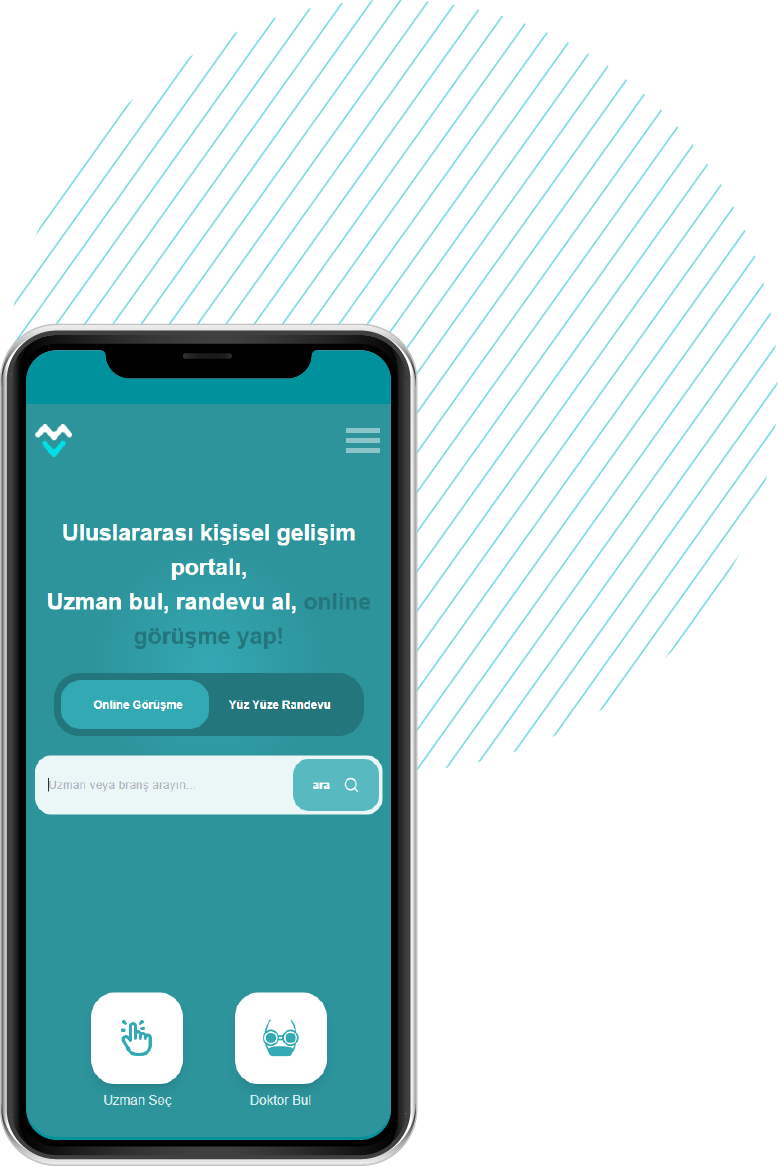 Uluslararası kişisel gelişim
portalı,
Uzman bul, randevu al, online
görüşme yap!
Online Görüşme
Yüz Yüze Randevu
Uzman veya branş arayın...
ara
Uzman Seç
Doktor Bul